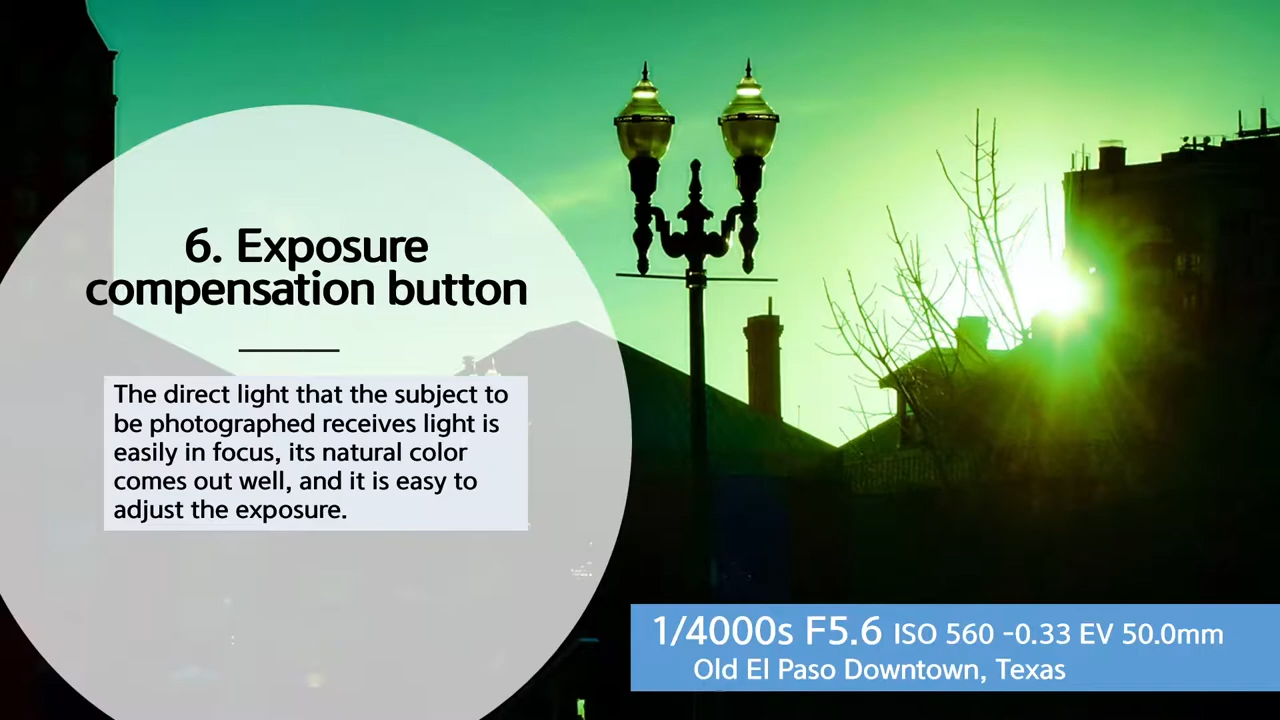 6. Exposure
compensation button
The direct light that the subject to
be photographed receives light is
easily in focus, its natural color
comes out well, and it is easy to
adjust the exposure.
1/4000s F5.6 ISO 560 -0.33 EV 50.0mm
Old El Paso Downtown, Texas